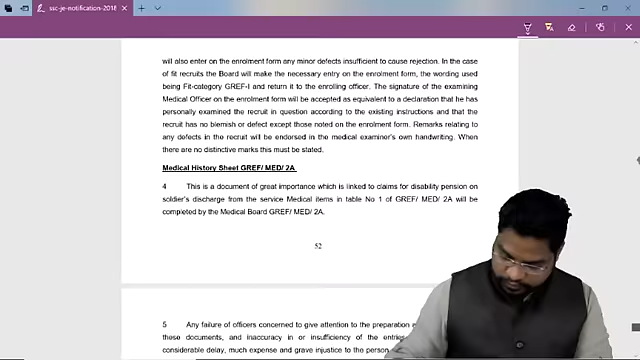 ssc-je-notification-2018
will also enter on the enrolment form any minor defects insufficient to cause rejection. In the case
of fit recruits the Board will make the necessary entry on the enrolment form, the wording used
being Fit-category GREF-I and return it to the enrolling officer. The signature of the examining
Medical Officer on the enrolment form will be accepted as equivalent to a declaration that he has
personally examined the recruit in question according to the existing instructions and that the
recruit has no blemish or defect except those noted on the enrolment form. Remarks relating to
any defects in the recruit will be endorsed in the medical examiner's own handwriting. When
there are no distinctive marks this must be stated.
Medical History Sheet GREF/ MED/ 2A
4 This is a document of great importance which is linked to claims for disability pension on
soldier's discharge from the service Medical items in table No 1 of GREF/ MED/ 2A will be
completed by the Medical Board GREF/ MED/ 2A.
52
5 Any failure of officers concerned to give attention to the preparation
these documents, and inaccuracy in or insufficiency of the
considerable delay, much expense and grave injustice to the person